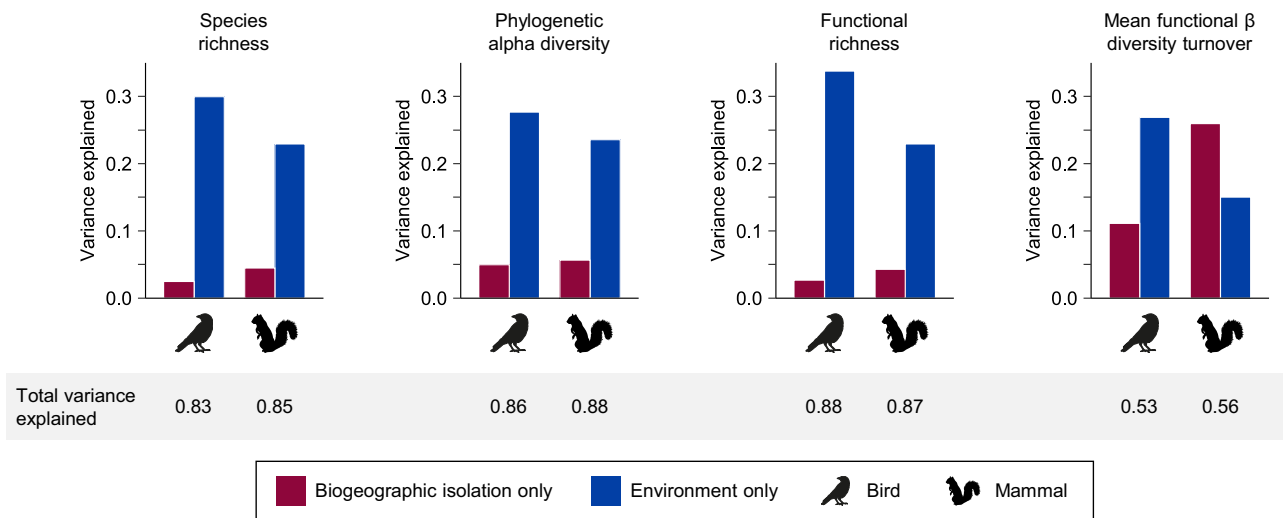 Species
richness
Phylogenetic
alpha diversity
Functional
richness
Mean functional β
diversity turnover
Variance explained
0.3
0.2
0.1
0.0
Variance explained
0.3
0.2
0.1
0.0
Variance explained
0.3
0.2
0.1
0.0
Variance explained
0.3
0.2
0.1
0.0
Total variance
explained
0.83 0.85 0.86 0.88 0.88 0.87 0.53 0.56
Biogeographic isolation only Environment only Bird Mammal